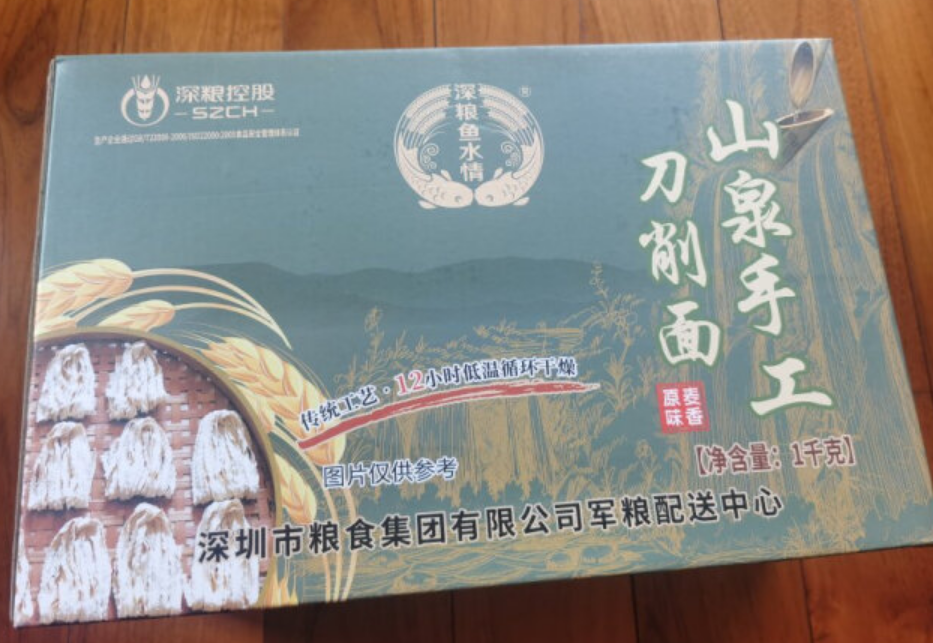 深粮控股
SZCH
深粮鱼水情
山泉手工
刀削面
麦香
原味
传统工艺·12小时低温循环干燥
图片仅供参考
【净含量：1千克】
深圳市粮食集团有限公司军粮配送中心